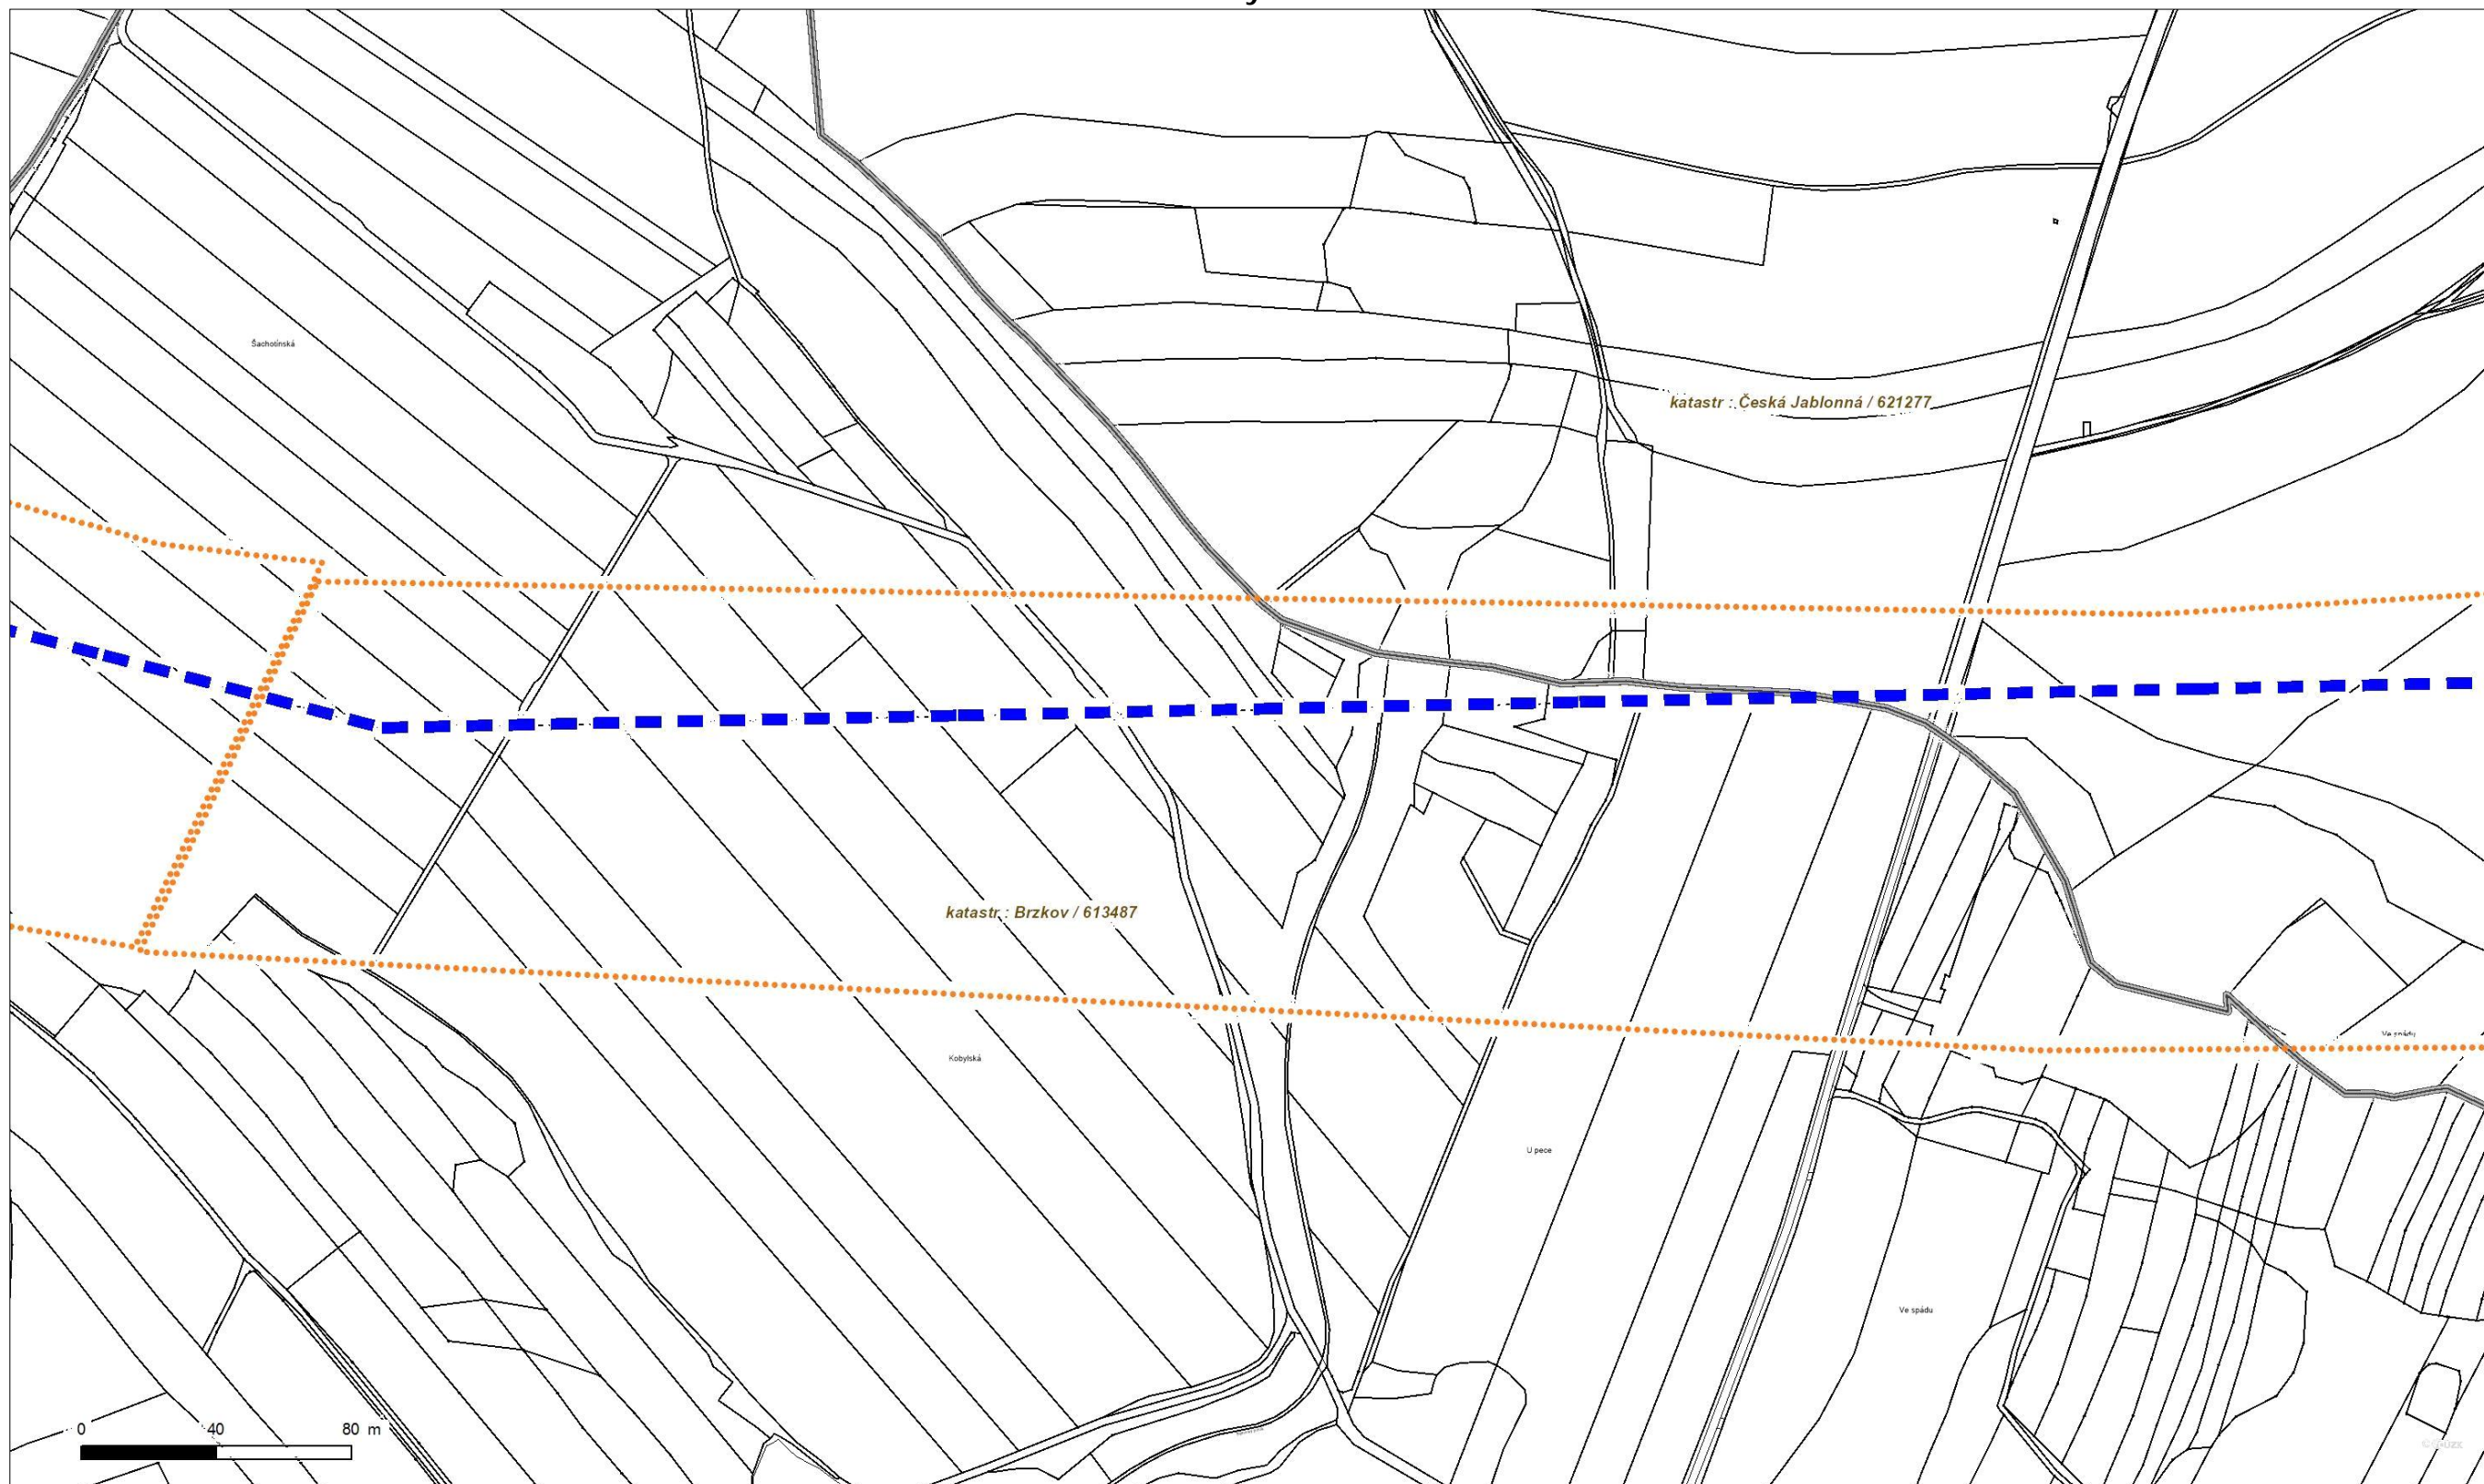 Šachotínská
katastr : Česká Jablonná / 621277
katastr : Brzkov / 613487
Ve spádu
Kobylská
U pece
Ve spádu
0 40 80 m